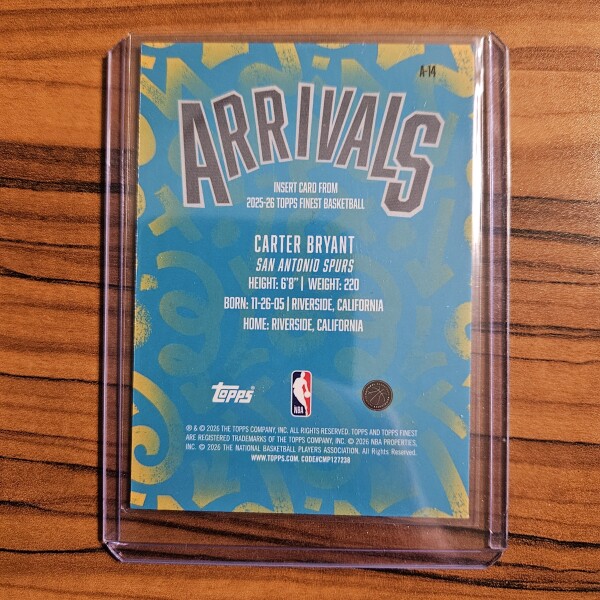 A-14
ARRIVALS
INSERT CARD FROM
2025-26 TOPPS FINEST BASKETBALL
CARTER BRYANT
SAN ANTONIO SPURS
HEIGHT: 6'8" | WEIGHT: 220
BORN: 11-26-05 | RIVERSIDE, CALIFORNIA
HOME: RIVERSIDE, CALIFORNIA
topps
NBA
℗ & © 2026 THE TOPPS COMPANY, INC. ALL RIGHTS RESERVED. TOPPS AND TOPPS FINEST
ARE REGISTERED TRADEMARKS OF THE TOPPS COMPANY, INC. © 2026 NBA PROPERTIES,
INC. © 2026 THE NATIONAL BASKETBALL PLAYERS ASSOCIATION. All Rights Reserved.
WWW.TOPPS.COM. CODE#CMP127238